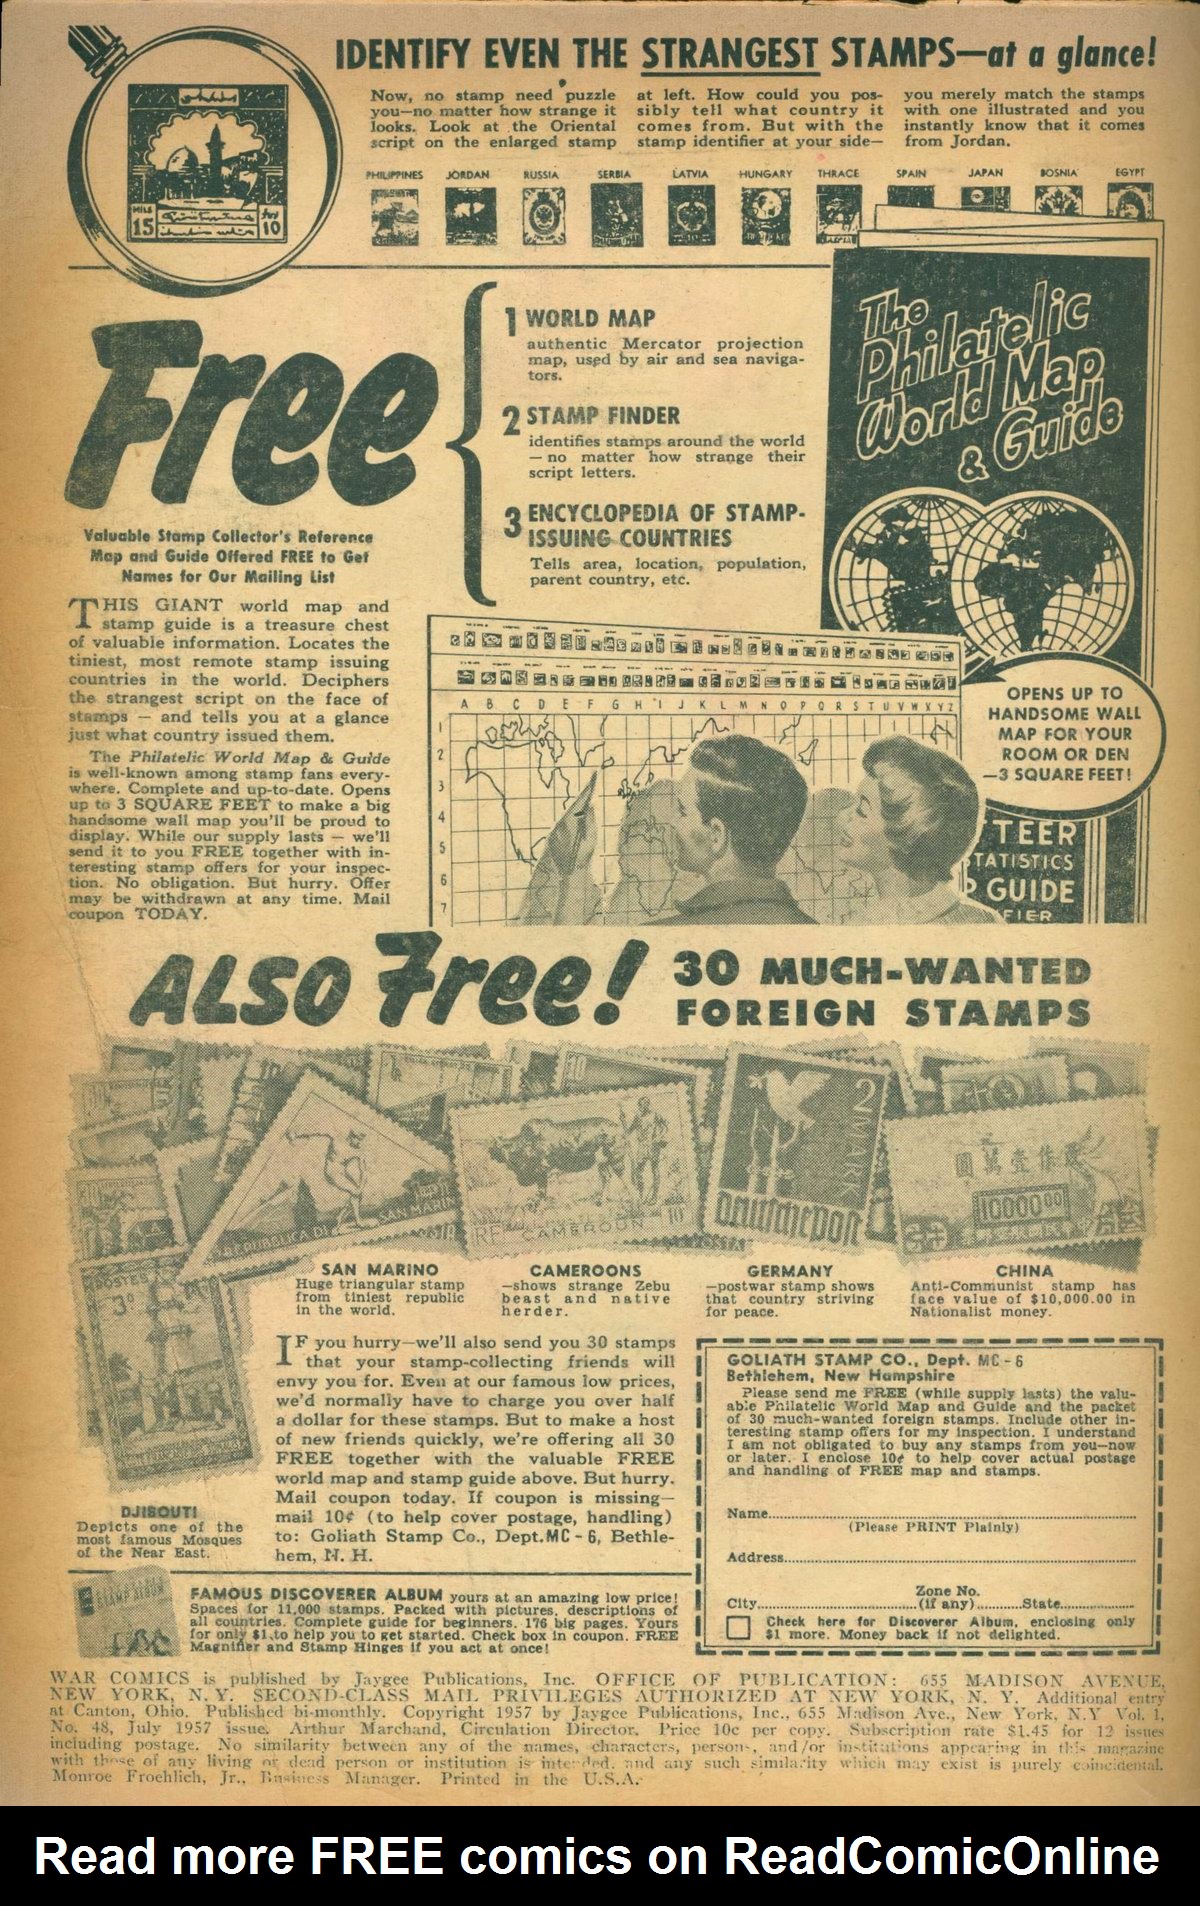 IDENTIFY EVEN THE STRANGEST STAMPS—at a glance!
Now, no stamp need puzzle
you—no matter how strange it
looks. Look at the Oriental
script on the enlarged stamp
at left. How could you pos-
sibly tell what country it
comes from. But with the
stamp identifier at your side—
you merely match the stamps
with one illustrated and you
instantly know that it comes
from Jordan.
MILS
15
10
PHILIPPINES JORDAN RUSSIA SERBIA LATVIA HUNGARY THRACE SPAIN JAPAN BOSNIA EGYPT
Free
1 WORLD MAP
authentic Mercator projection
map, used by air and sea naviga-
tors.
2 STAMP FINDER
identifies stamps around the world
— no matter how strange their
script letters.
3 ENCYCLOPEDIA OF STAMP-
ISSUING COUNTRIES
Tells area, location, population,
parent country, etc.
The
Philatelic
World Map
& Guide
Valuable Stamp Collector's Reference
Map and Guide Offered FREE to Get
Names for Our Mailing List
THIS GIANT world map and
stamp guide is a treasure chest
of valuable information. Locates the
tiniest, most remote stamp issuing
countries in the world. Deciphers
the strangest script on the face of
stamps — and tells you at a glance
just what country issued them.
The Philatelic World Map & Guide
is well-known among stamp fans every-
where. Complete and up-to-date. Opens
up to 3 SQUARE FEET to make a big
handsome wall map you'll be proud to
display. While our supply lasts — we'll
send it to you FREE together with in-
teresting stamp offers for your inspec-
tion. No obligation. But hurry. Offer
may be withdrawn at any time. Mail
coupon TODAY.
A B C D E F G H I J K L M N O P Q R S T U V W X Y Z
1
2
3
4
5
6
7
OPENS UP TO
HANDSOME WALL
MAP FOR YOUR
ROOM OR DEN
—3 SQUARE FEET!
TEER
TATISTICS
P GUIDE
FIER
ALSO Free! 30 MUCH-WANTED
FOREIGN STAMPS
REPUBBLICA DI SAN MARINO
RF CAMEROUN 10
POSTA
2 MARK
DEUTSCHE POST
10000 00
POSTES
3
SAN MARINO
Huge triangular stamp
from tiniest republic
in the world.
CAMEROONS
—shows strange Zebu
beast and native
herder.
GERMANY
—postwar stamp shows
that country striving
for peace.
CHINA
Anti-Communist stamp has
face value of $10,000.00 in
Nationalist money.
DJIBOUTI
Depicts one of the
most famous Mosques
of the Near East.
IF you hurry—we'll also send you 30 stamps
that your stamp-collecting friends will
envy you for. Even at our famous low prices,
we'd normally have to charge you over half
a dollar for these stamps. But to make a host
of new friends quickly, we're offering all 30
FREE together with the valuable FREE
world map and stamp guide above. But hurry.
Mail coupon today. If coupon is missing—
mail 10¢ (to help cover postage, handling)
to: Goliath Stamp Co., Dept. MC - 6, Bethle-
hem, N. H.
GOLIATH STAMP CO., Dept. MC - 6
Bethlehem, New Hampshire
Please send me FREE (while supply lasts) the valu-
able Philatelic World Map and Guide and the packet
of 30 much-wanted foreign stamps. Include other in-
teresting stamp offers for my inspection. I understand
I am not obligated to buy any stamps from you—now
or later. I enclose 10¢ to help cover actual postage
and handling of FREE map and stamps.
Name
(Please PRINT Plainly)
Address
Zone No.
City (if any) State
Check here for Discoverer Album, enclosing only
$1 more. Money back if not delighted.
STAMP ALBUM
FAMOUS DISCOVERER ALBUM yours at an amazing low price!
Spaces for 11,000 stamps. Packed with pictures, descriptions of
all countries. Complete guide for beginners. 176 big pages. Yours
for only $1 to help you to get started. Check box in coupon. FREE
Magnifier and Stamp Hinges if you act at once!
WAR COMICS is published by Jaygee Publications, Inc. OFFICE OF PUBLICATION: 655 MADISON AVENUE,
NEW YORK, N. Y. SECOND-CLASS MAIL PRIVILEGES AUTHORIZED AT NEW YORK, N. Y. Additional entry
at Canton, Ohio. Published bi-monthly. Copyright 1957 by Jaygee Publications, Inc., 655 Madison Ave., New York, N.Y Vol. 1,
No. 48, July 1957 issue. Arthur Marchand, Circulation Director. Price 10c per copy. Subscription rate $1.45 for 12 issues
including postage. No similarity between any of the names, characters, persons, and/or institutions appearing in this magazine
with those of any living or dead person or institution is intended, and any such similarity which may exist is purely coincidental.
Monroe Froehlich, Jr., Business Manager. Printed in the U.S.A.
Read more FREE comics on ReadComicOnline